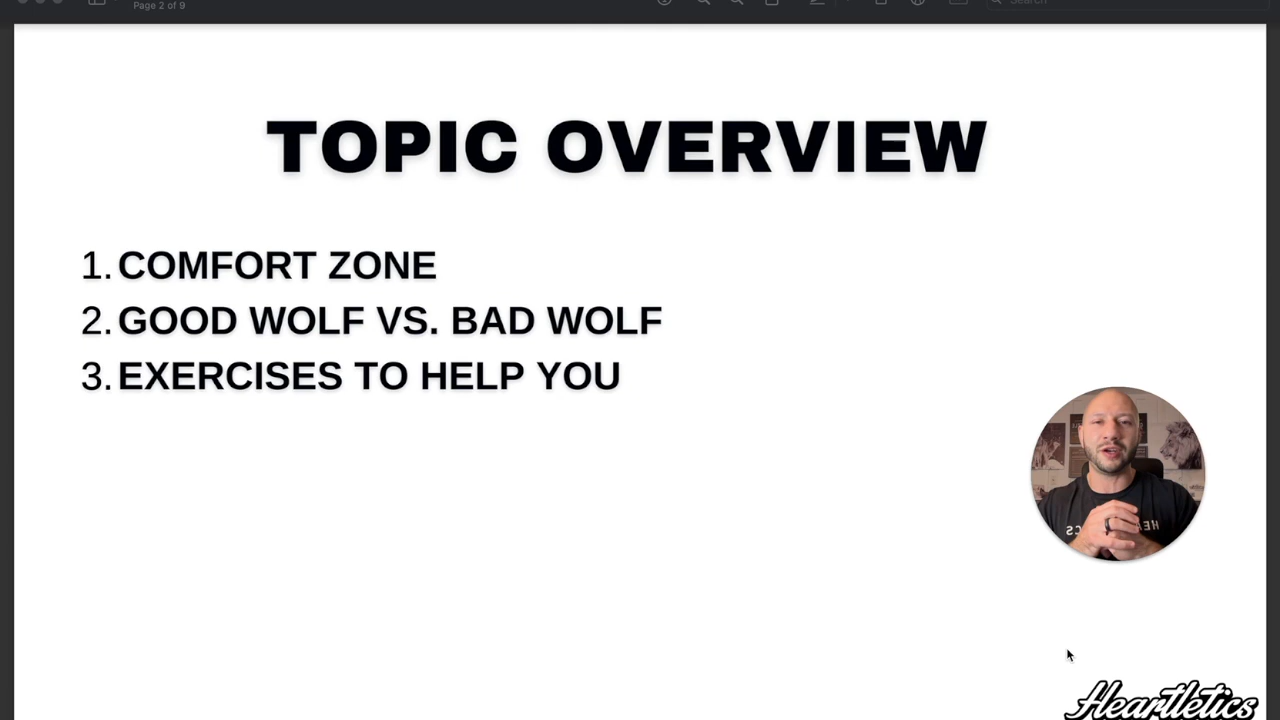 Page 2 of 9
Search
TOPIC OVERVIEW
1. COMFORT ZONE
2. GOOD WOLF VS. BAD WOLF
3. EXERCISES TO HELP YOU
Heartletics